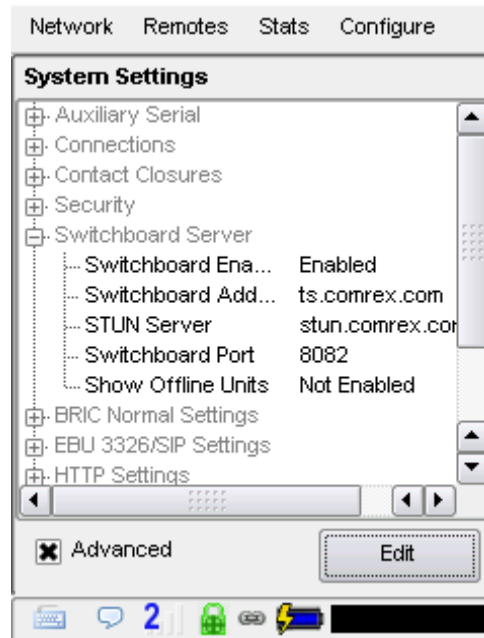 Network Remotes Stats Configure
System Settings
Auxiliary Serial
Connections
Contact Closures
Security
Switchboard Server
Switchboard Ena... Enabled
Switchboard Add... ts.comrex.com
STUN Server stun.comrex.cor
Switchboard Port 8082
Show Offline Units Not Enabled
BRIC Normal Settings
EBU 3326/SIP Settings
HTTP Settings
Advanced Edit
2